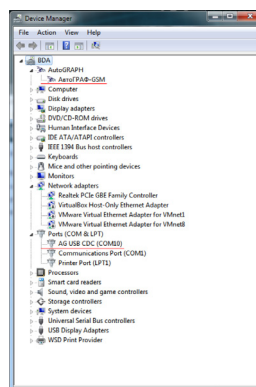 Device Manager
File Action View Help
BDA
AutoGRAPH
АвтоГРАФ-GSM
Computer
Disk drives
Display adapters
DVD/CD-ROM drives
Human Interface Devices
IDE ATA/ATAPI controllers
IEEE 1394 Bus host controllers
Keyboards
Mice and other pointing devices
Monitors
Network adapters
Realtek PCIe GBE Family Controller
VirtualBox Host-Only Ethernet Adapter
VMware Virtual Ethernet Adapter for VMnet1
VMware Virtual Ethernet Adapter for VMnet8
Ports (COM & LPT)
AG USB CDC (COM10)
Communications Port (COM1)
Printer Port (LPT1)
Processors
Smart card readers
Sound, video and game controllers
Storage controllers
System devices
Universal Serial Bus controllers
USB Display Adapters
WSD Print Provider